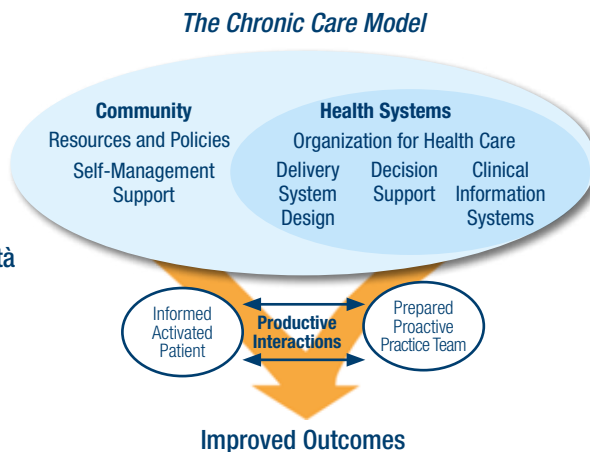 The Chronic Care Model
Community
Resources and Policies
Self-Management
Support
Health Systems
Organization for Health Care
Delivery
System
Design
Decision
Support
Clinical
Information
Systems
tà
Informed
Activated
Patient
Productive
Interactions
Prepared
Proactive
Practice Team
Improved Outcomes